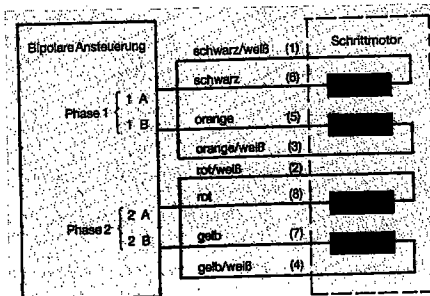 Bipolare Ansteuerung
Phase 1
1 A
1 B
Phase 2
2 A
2 B
schwarz/weiß (1)
schwarz (6)
orange (5)
orange/weiß (3)
rot/weiß (2)
rot (8)
gelb (7)
gelb/weiß (4)
Schrittmotor